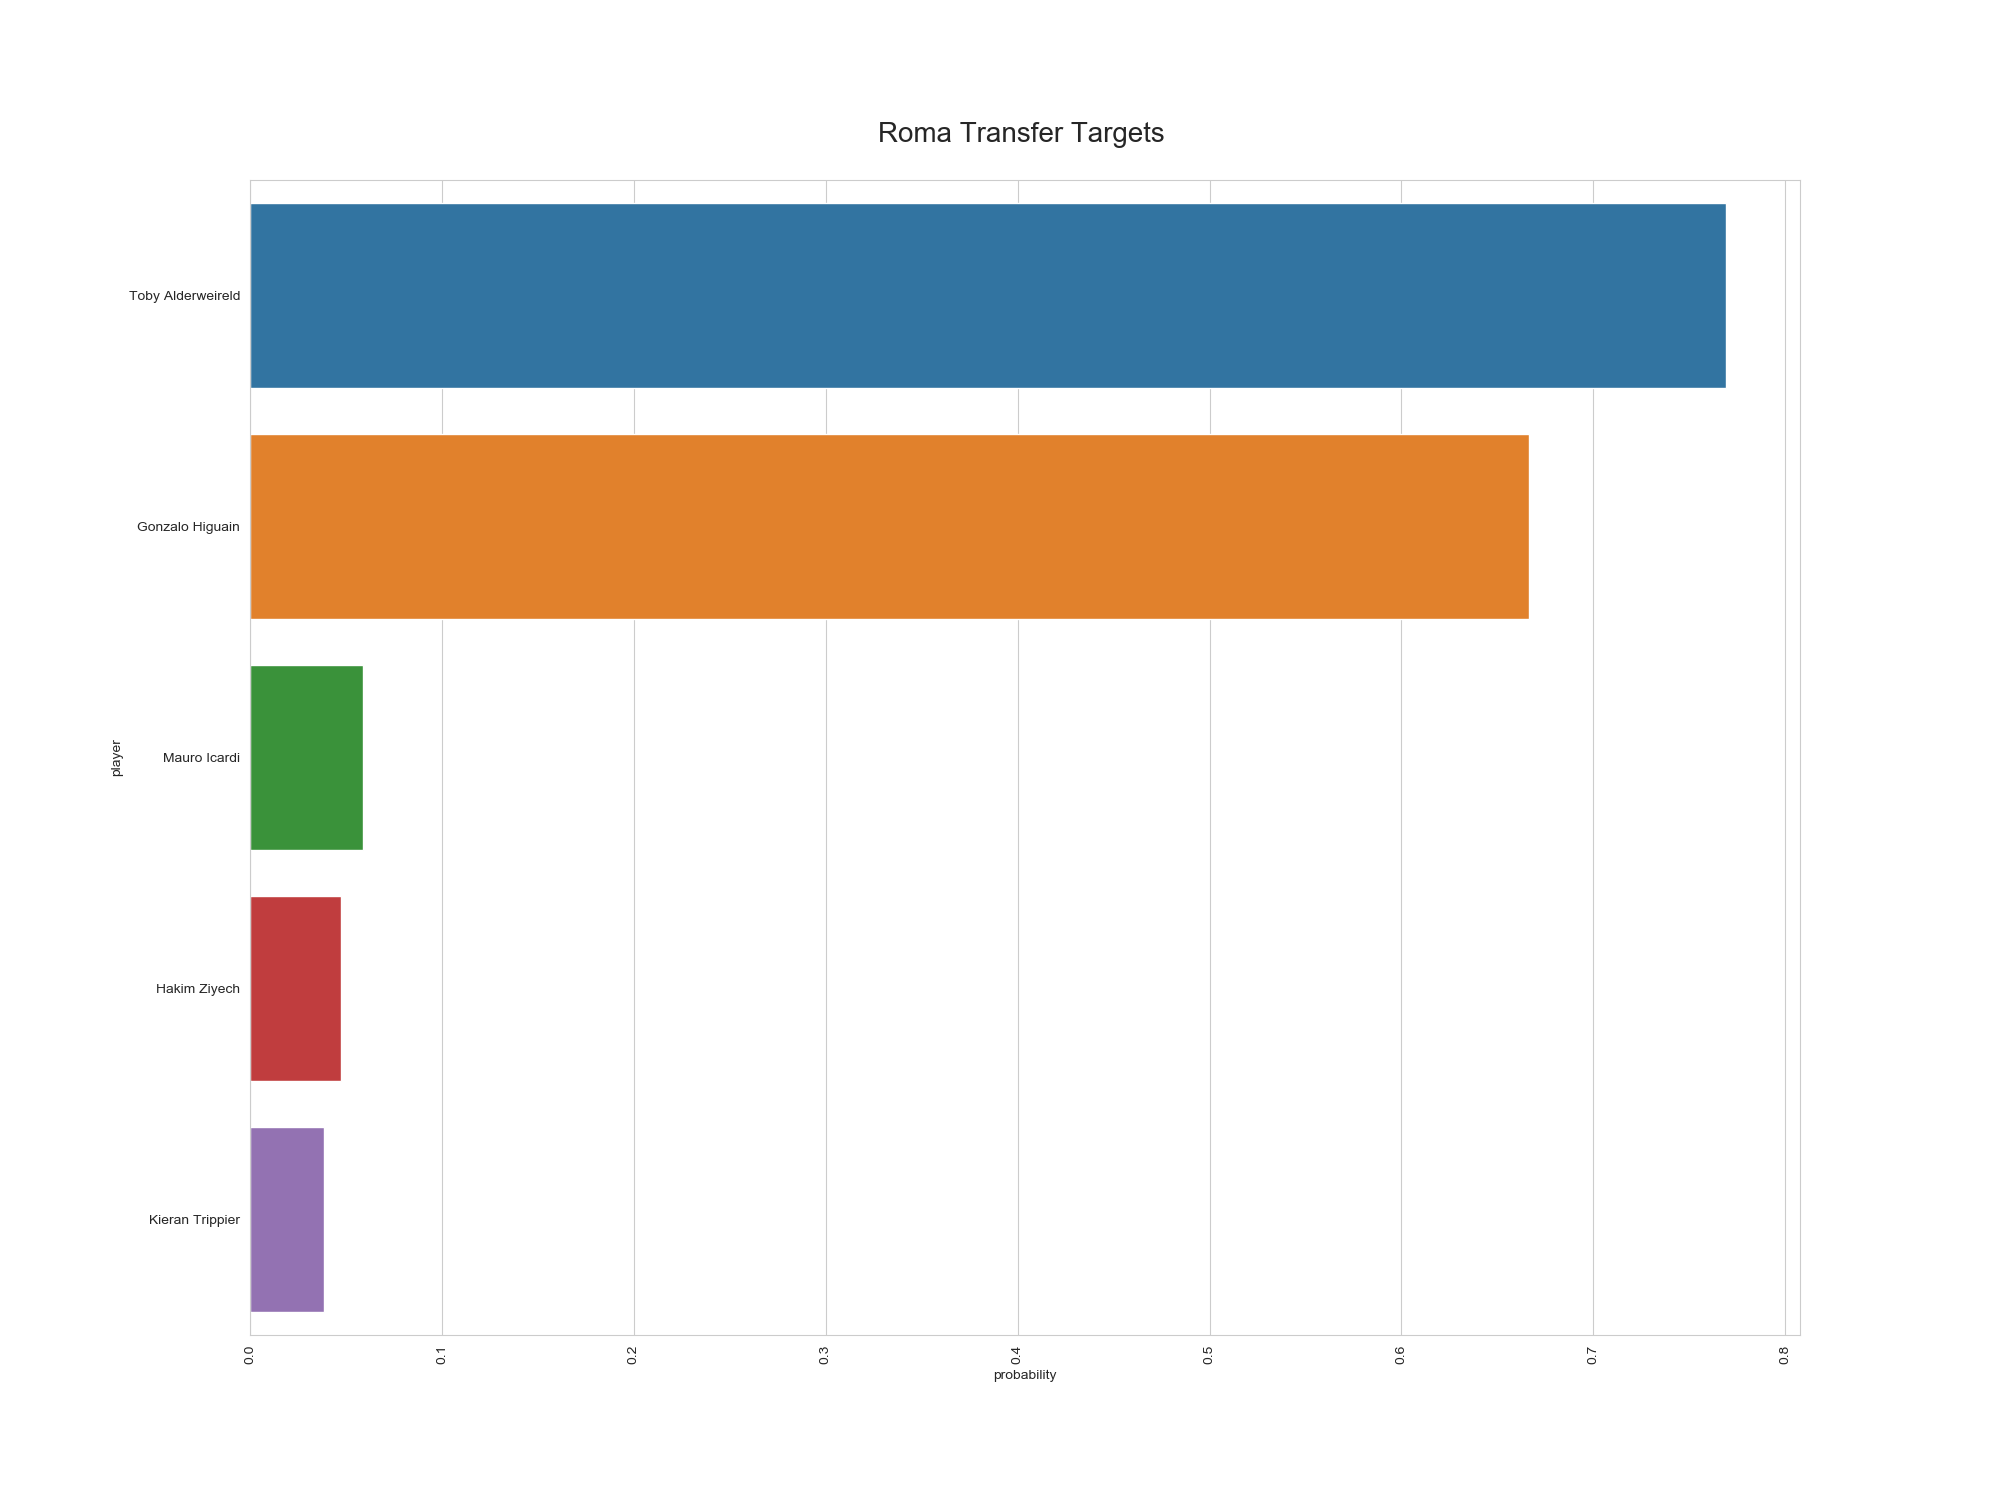 Roma Transfer Targets
Toby Alderweireld
Gonzalo Higuain
Mauro Icardi
Hakim Ziyech
Kieran Trippier
player
0.0 0.1 0.2 0.3 0.4 0.5 0.6 0.7 0.8
probability